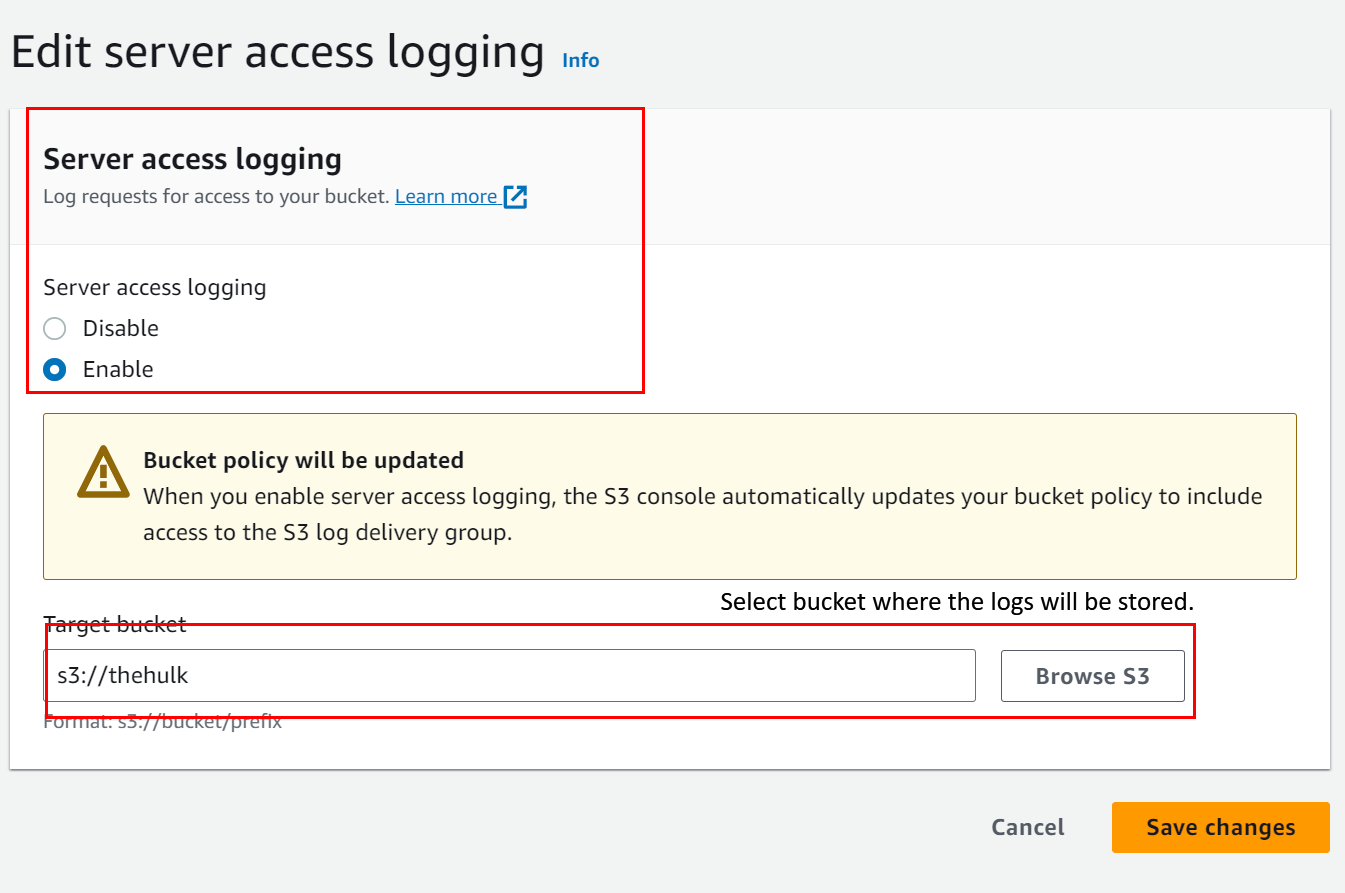 Edit server access logging Info
Server access logging
Log requests for access to your bucket. Learn more
Server access logging
Disable
Enable
Bucket policy will be updated
When you enable server access logging, the S3 console automatically updates your bucket policy to include
access to the S3 log delivery group.
Select bucket where the logs will be stored.
Target bucket
s3://thehulk
Browse S3
Format: s3://bucket/prefix
Cancel
Save changes